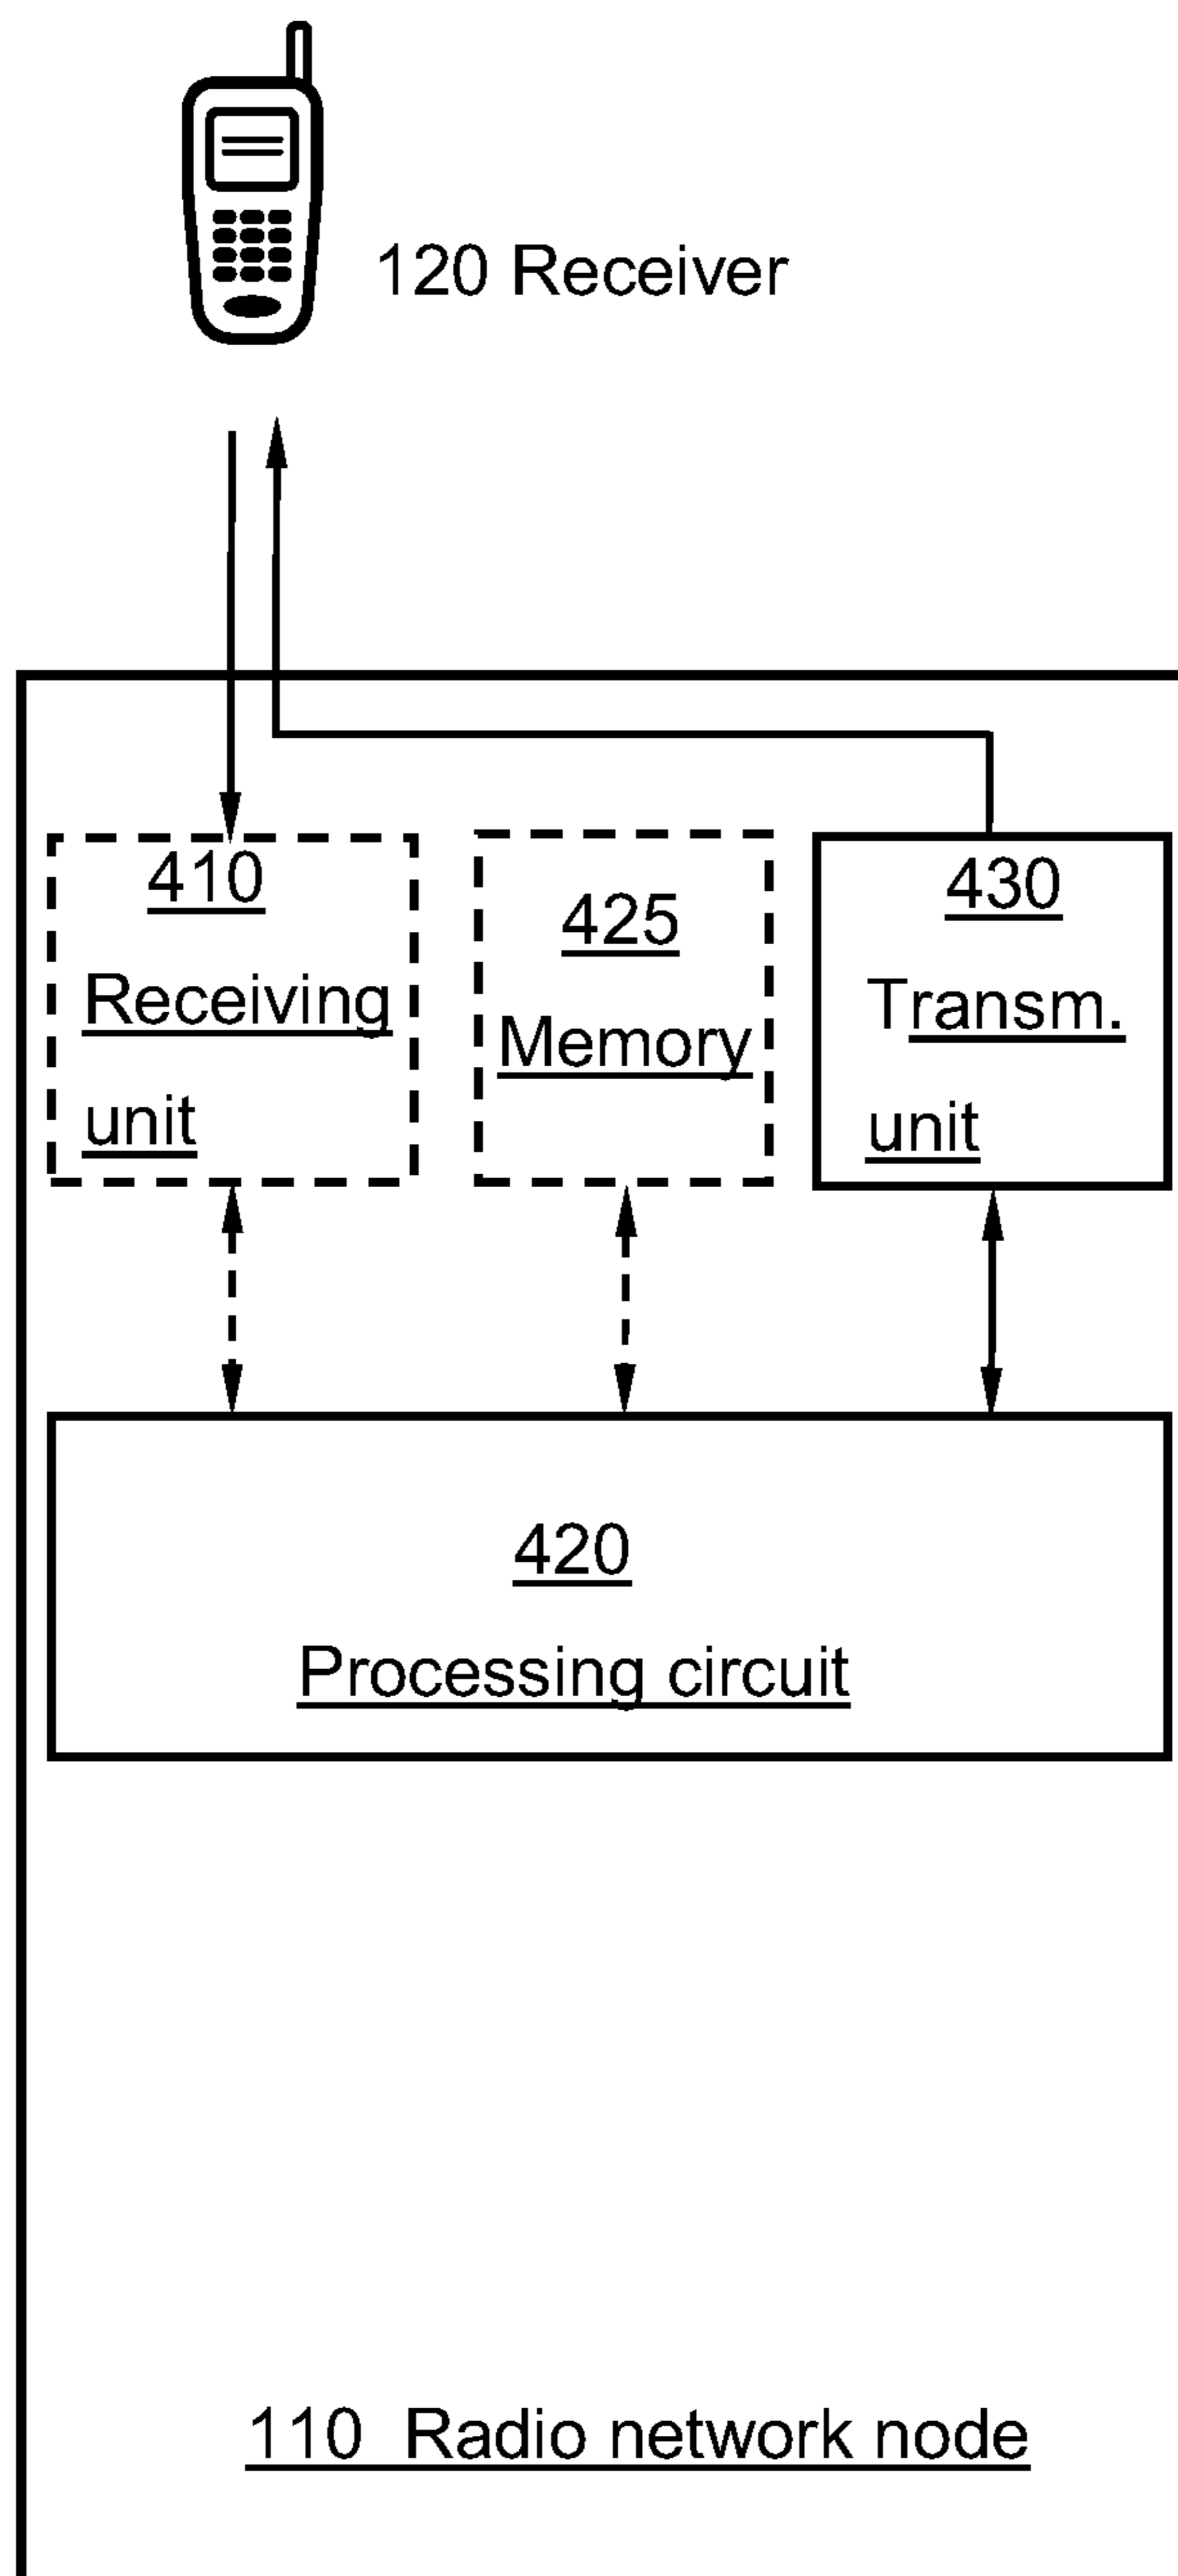 120 Receiver
410
Receiving
unit
425
Memory
430
Transm.
unit
420
Processing circuit
110 Radio network node